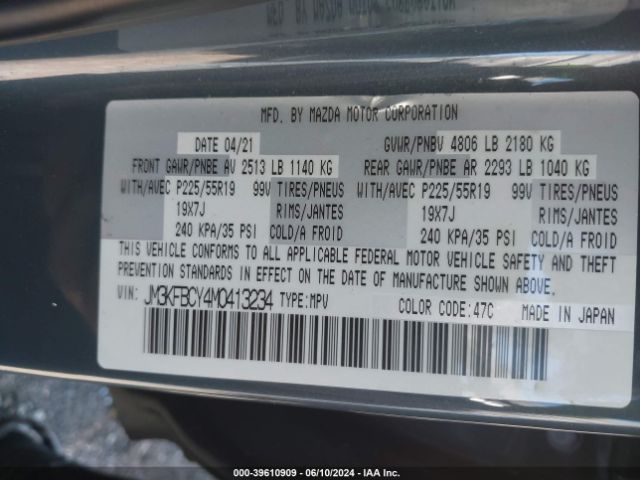 MFD. BY MAZDA MOTOR CORPORATION
DATE 04/21 GVWR/PNBV 4806 LB 2180 KG
FRONT GAWR/PNBE AV 2513 LB 1140 KG REAR GAWR/PNBE AR 2293 LB 1040 KG
WITH/AVEC P225/55R19 99V TIRES/PNEUS WITH/AVEC P225/55R19 99V TIRES/PNEUS
19X7J RIMS/JANTES 19X7J RIMS/JANTES
240 KPA/35 PSI COLD/A FROID 240 KPA/35 PSI COLD/A FROID
THIS VEHICLE CONFORMS TO ALL APPLICABLE FEDERAL MOTOR VEHICLE SAFETY AND THEFT
PREVENTION STANDARDS IN EFFECT ON THE DATE OF MANUFACTURE SHOWN ABOVE.
VIN: JM3KFBCY4M0413234 TYPE:MPV COLOR CODE:47C MADE IN JAPAN
000-39610909 - 06/10/2024 - IAA Inc.